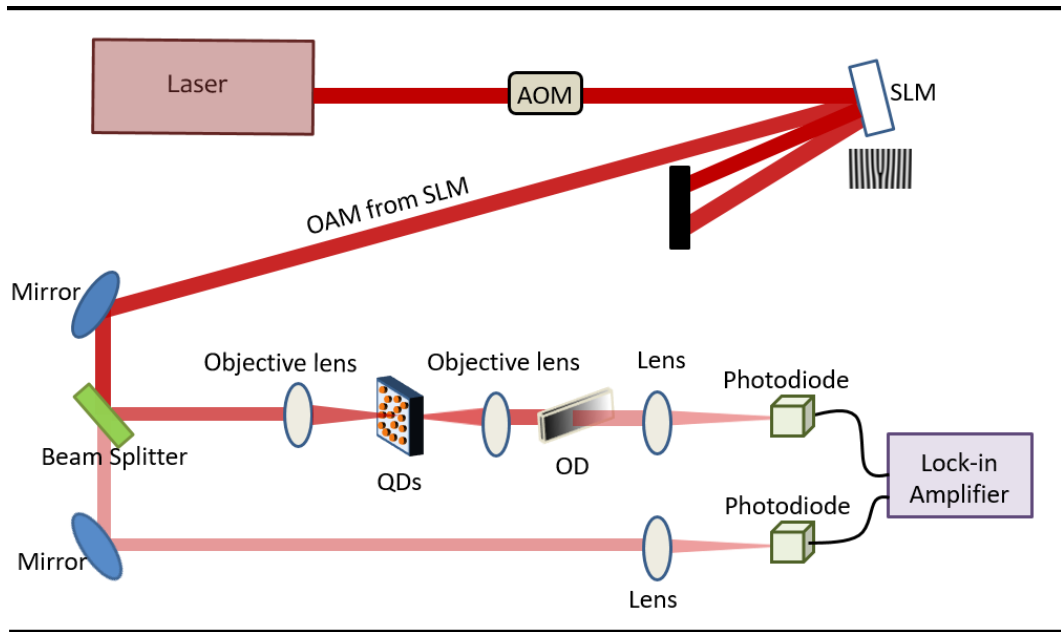 Laser
AOM
SLM
OAM from SLM
Mirror
Objective lens
Objective lens
Lens
Photodiode
Beam Splitter
QDs
OD
Lock-in
Amplifier
Photodiode
Mirror
Lens